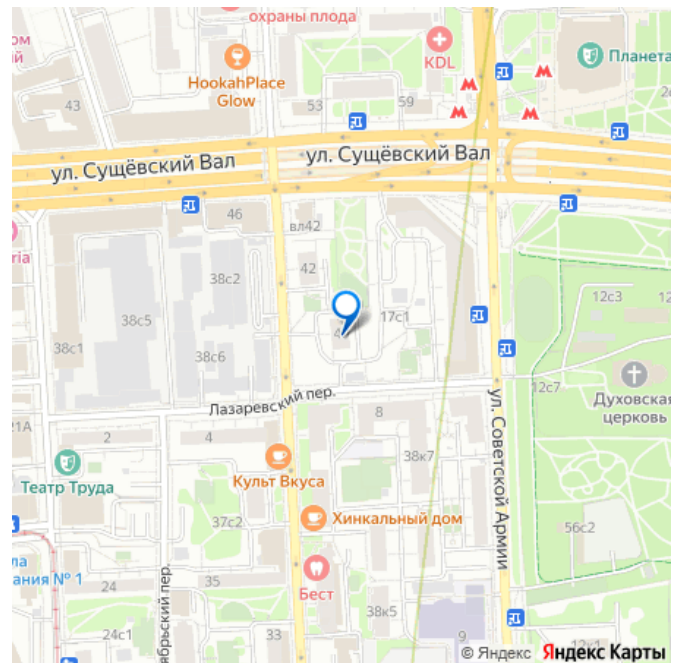 охраны плода
KDL
Планета
HookahPlace
Glow
43
53
59
ул. Сущёвский Вал
ул. Сущёвский Вал
46
вл42
42
38с2
12с3
ria
38с5
17с1
38с1
38с6
12с7
Духовская
церковь
Лазаревский пер.
ул. Советской Армии
21А
2
4
8
Театр Труда
Культ Вкуса
38к7
37с2
Хинкальный дом
56с2
ания № 1
24
35
Бест
24с1
33
38к5
9
ябрьский пер.
12к1
© Яндекс Яндекс Карты